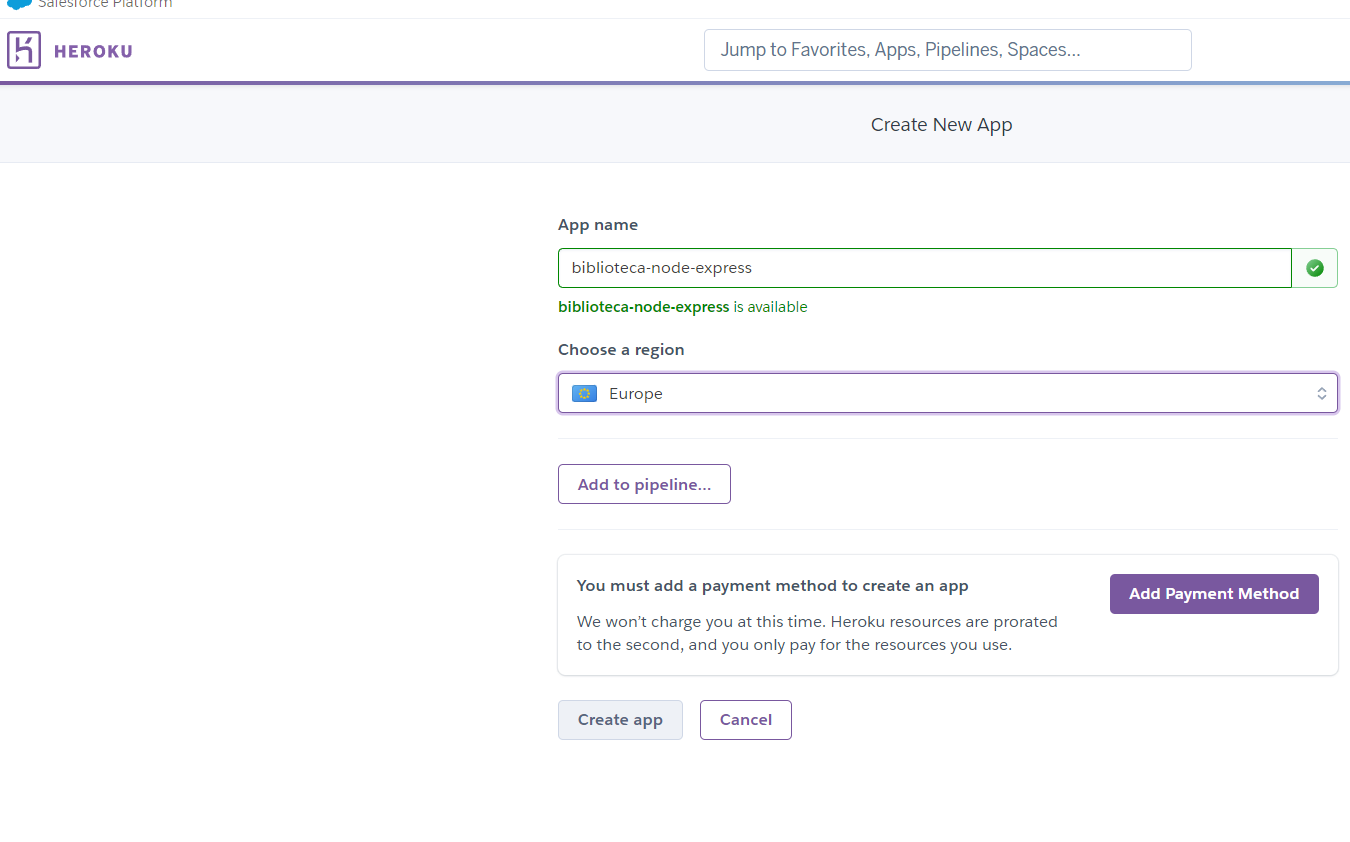 Salesforce Platform
HEROKU
Jump to Favorites, Apps, Pipelines, Spaces...
Create New App
App name
biblioteca-node-express
biblioteca-node-express is available
Choose a region
Europe
Add to pipeline...
You must add a payment method to create an app
Add Payment Method
We won’t charge you at this time. Heroku resources are prorated
to the second, and you only pay for the resources you use.
Create app
Cancel